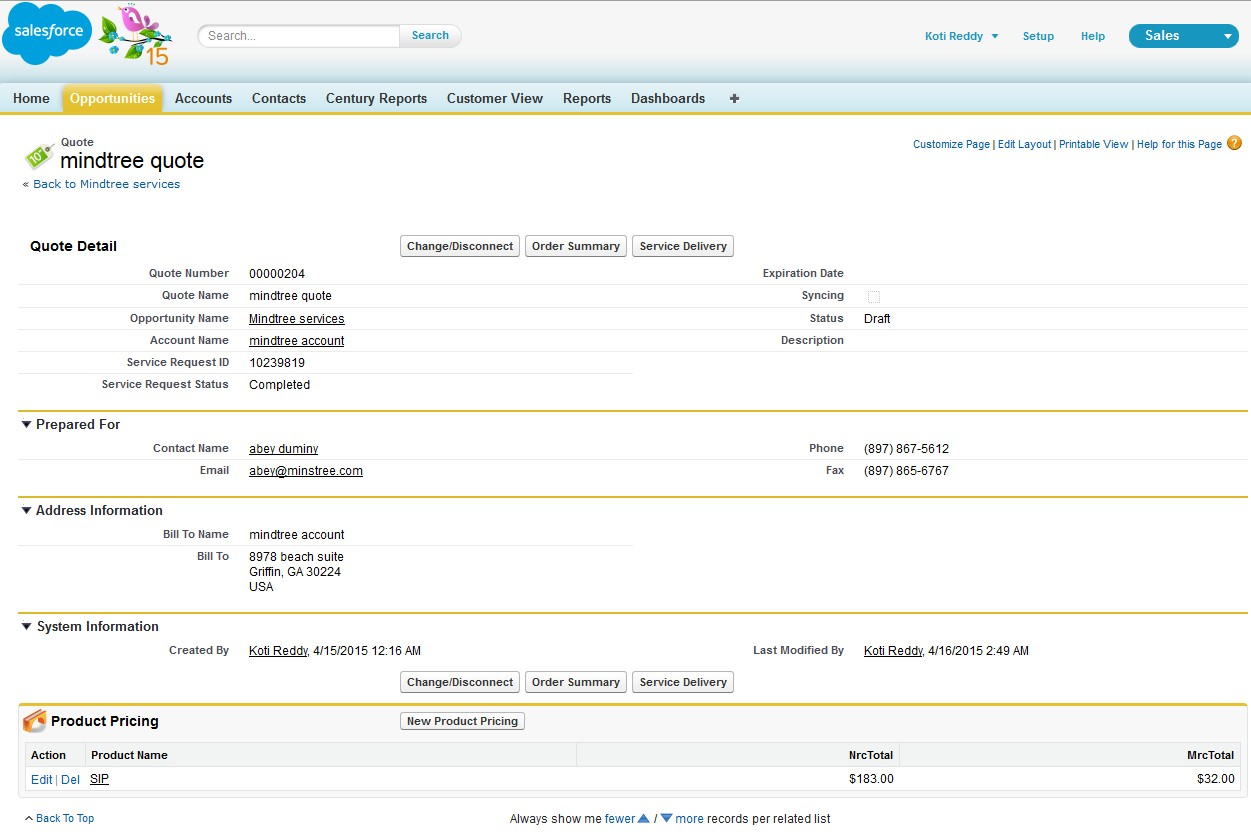 salesforce
15
Search...
Search
Koti Reddy
Setup
Help
Sales
Home
Opportunities
Accounts
Contacts
Century Reports
Customer View
Reports
Dashboards
+
10%
Quote
mindtree quote
« Back to Mindtree services
Customize Page | Edit Layout | Printable View | Help for this Page ?
Quote Detail
Change/Disconnect
Order Summary
Service Delivery
Quote Number 00000204
Expiration Date
Quote Name mindtree quote
Syncing
Opportunity Name Mindtree services
Status Draft
Account Name mindtree account
Description
Service Request ID 10239819
Service Request Status Completed
Prepared For
Contact Name abey duminy
Phone (897) 867-5612
Email abey@minstree.com
Fax (897) 865-6767
Address Information
Bill To Name mindtree account
Bill To 8978 beach suite
Griffin, GA 30224
USA
System Information
Created By Koti Reddy, 4/15/2015 12:16 AM
Last Modified By Koti Reddy, 4/16/2015 2:49 AM
Change/Disconnect
Order Summary
Service Delivery
Product Pricing
New Product Pricing
Action Product Name NrcTotal MrcTotal
Edit | Del SIP $183.00 $32.00
Back To Top
Always show me fewer / more records per related list